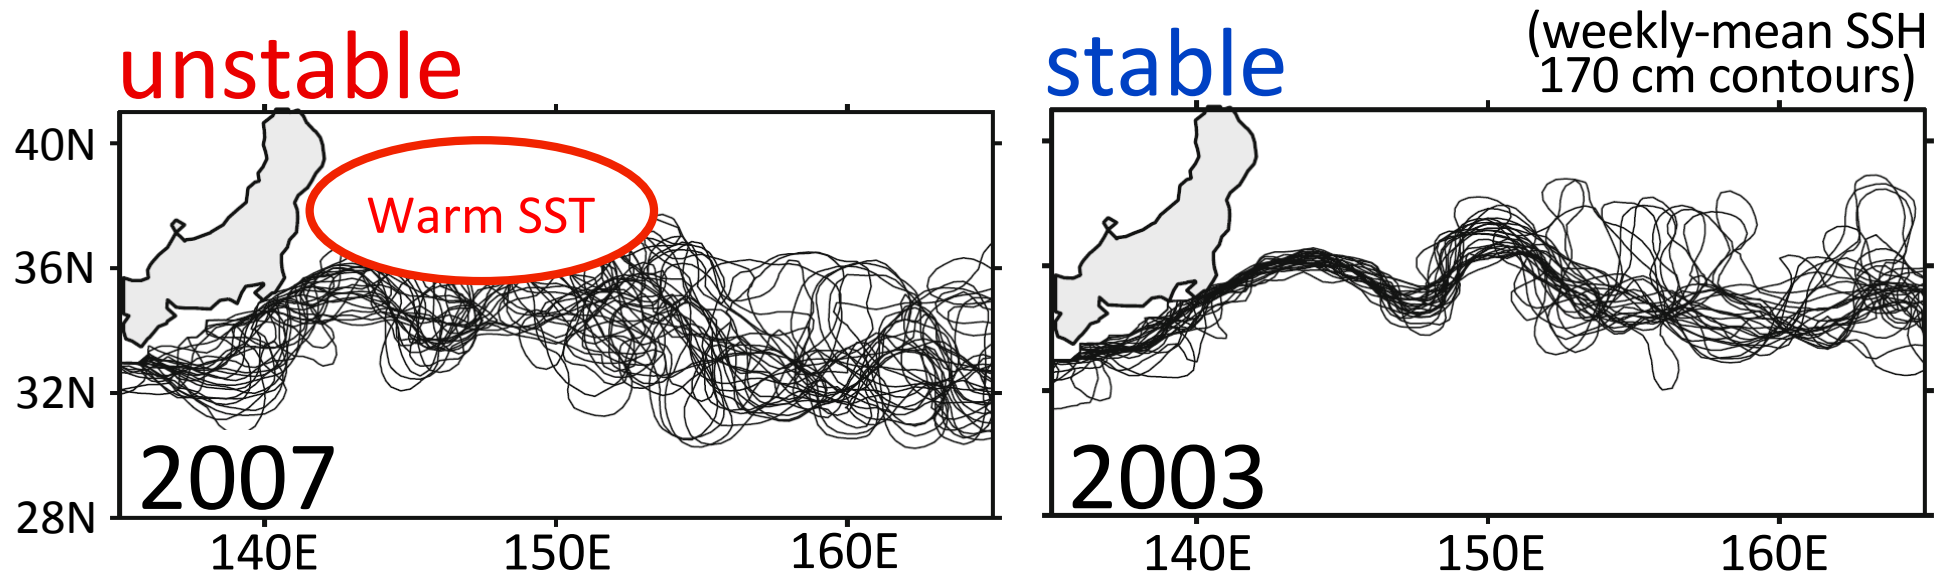 unstable
stable
(weekly-mean SSH
170 cm contours)
40N
36N
32N
28N
Warm SST
2007
2003
140E
150E
160E
140E
150E
160E